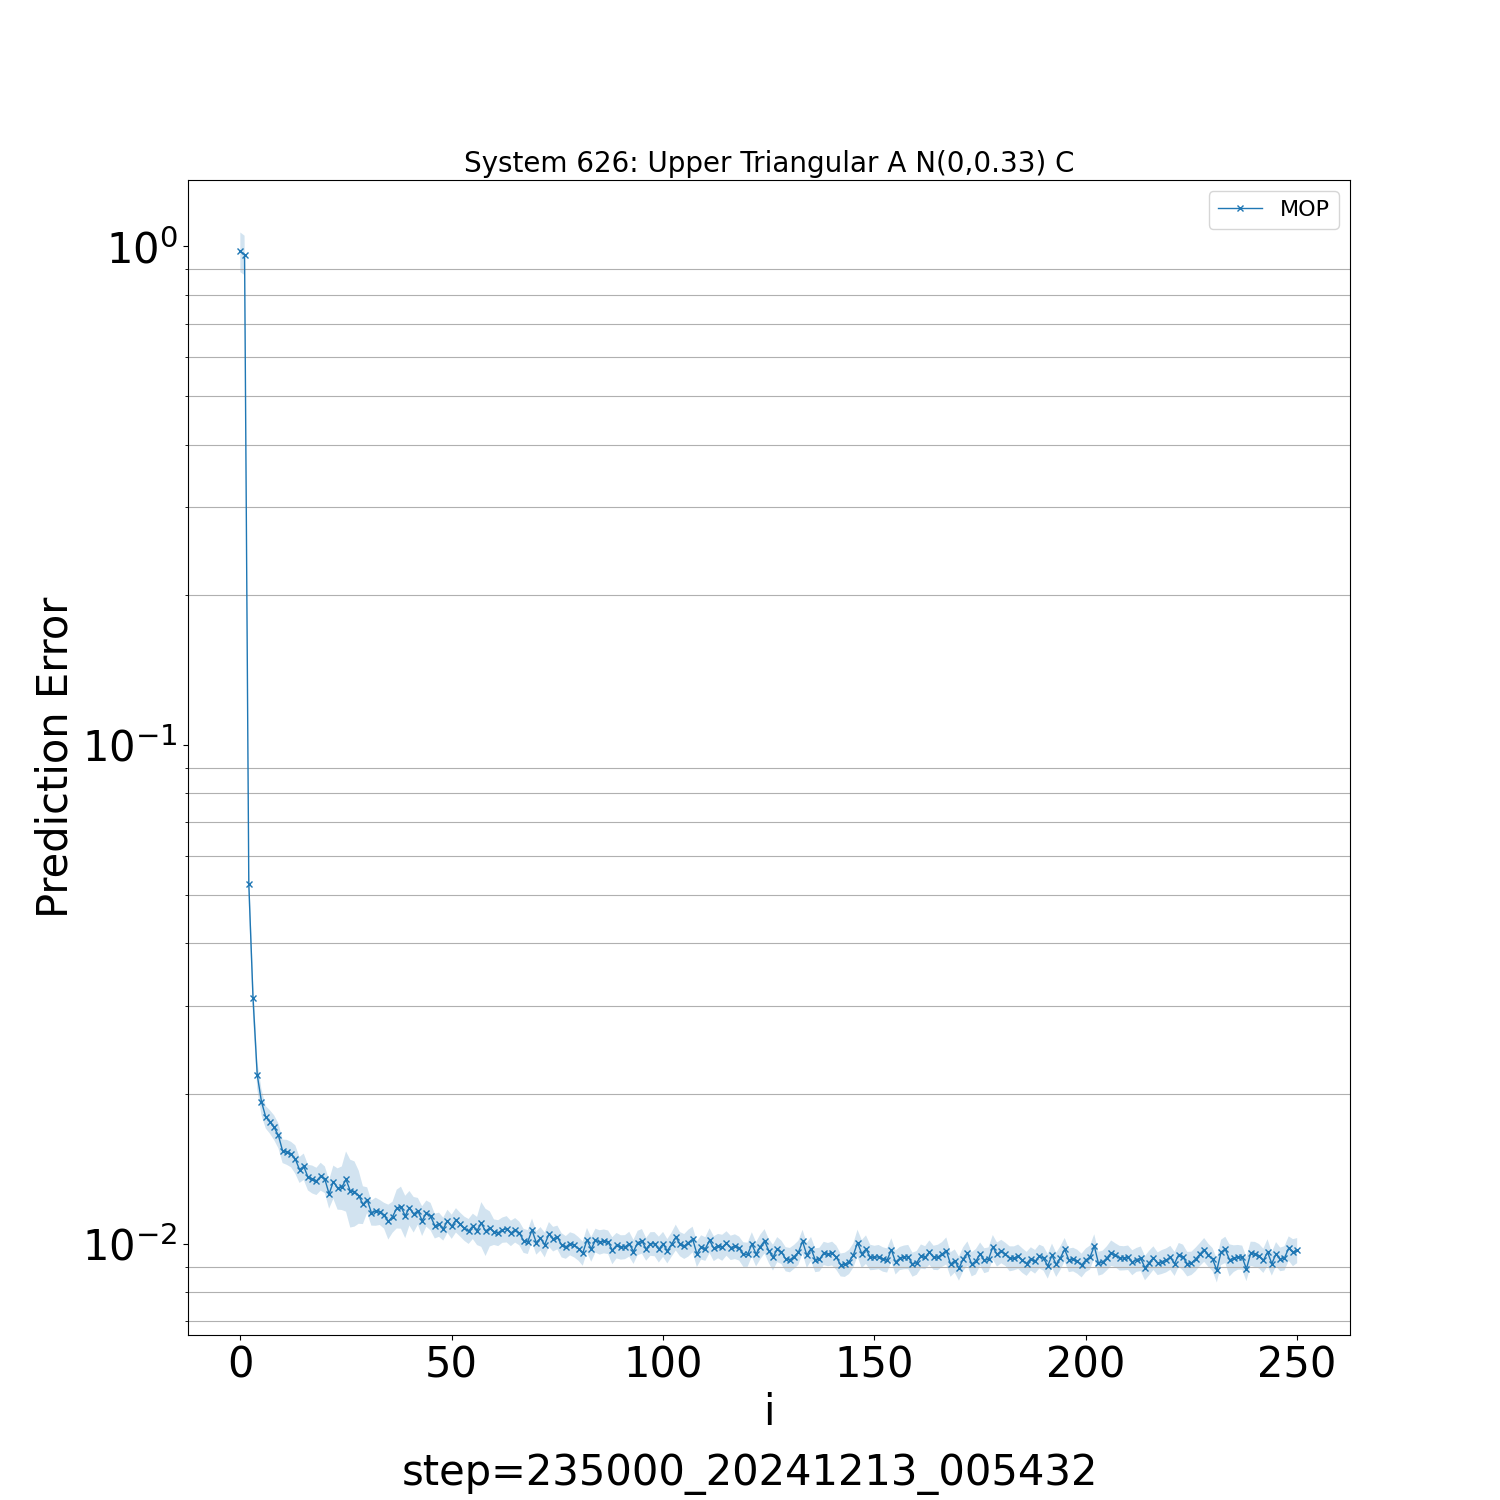 System 626: Upper Triangular A N(0,0.33) C
MOP
10⁰
10⁻¹
10⁻²
Prediction Error
0 50 100 150 200 250
i
step=235000_20241213_005432